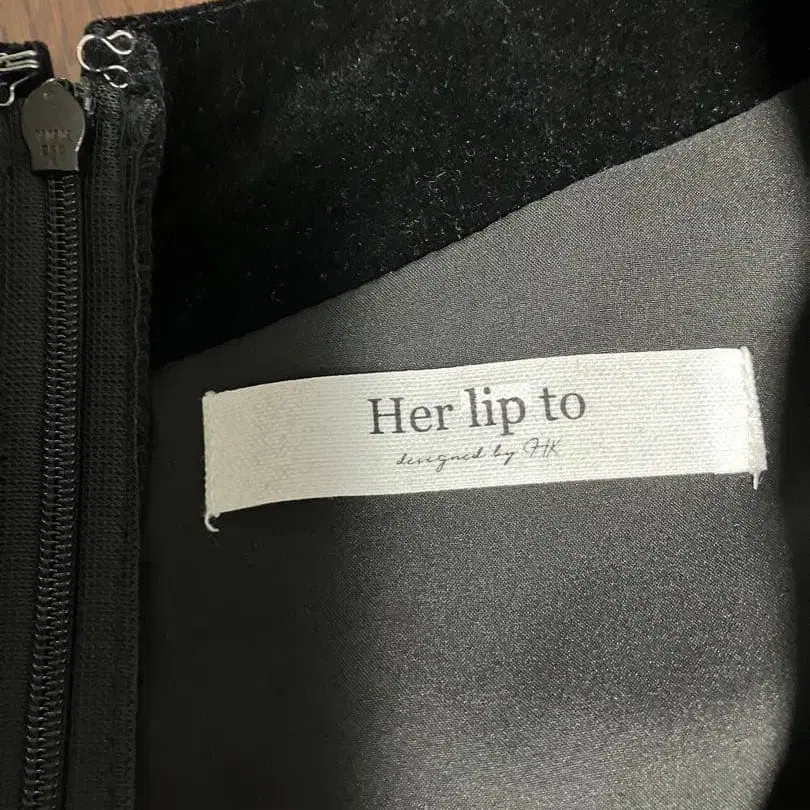 Her lip to
designed by HK